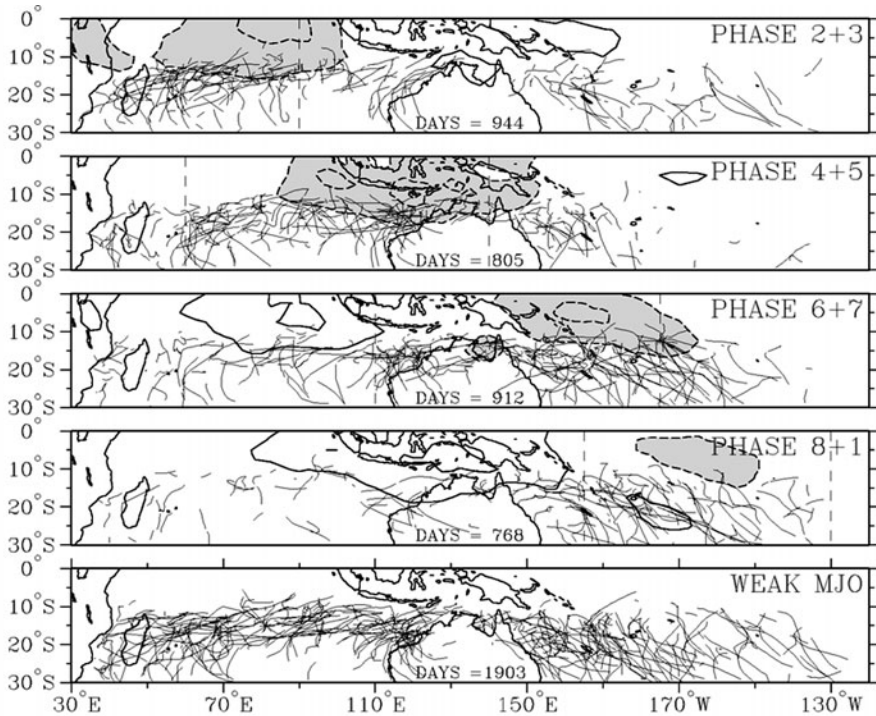 0°
10°S
20°S
30°S
PHASE 2+3
DAYS = 944
0°
10°S
20°S
30°S
PHASE 4+5
DAYS = 805
0°
10°S
20°S
30°S
PHASE 6+7
DAYS = 912
0°
10°S
20°S
30°S
PHASE 8+1
DAYS = 768
0°
10°S
20°S
30°S
WEAK MJO
DAYS =1903
30°E 70°E 110°E 150°E 170°W 130°W